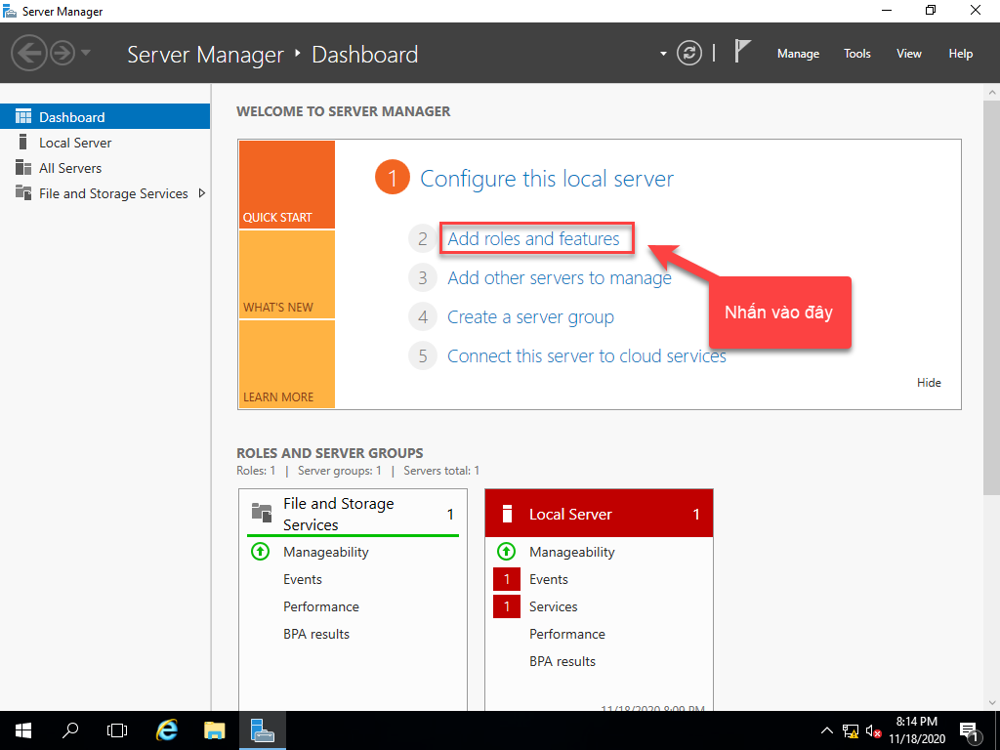 Server Manager
Server Manager ‣ Dashboard
Manage Tools View Help
Dashboard
Local Server
All Servers
File and Storage Services
WELCOME TO SERVER MANAGER
QUICK START
WHAT'S NEW
LEARN MORE
1 Configure this local server
2 Add roles and features
3 Add other servers to manage
4 Create a server group
5 Connect this server to cloud services
Nhấn vào đây
Hide
ROLES AND SERVER GROUPS
Roles: 1 | Server groups: 1 | Servers total: 1
File and Storage
Services
1
Manageability
Events
Performance
BPA results
Local Server 1
Manageability
1 Events
1 Services
Performance
BPA results
11/18/2020 8:09 PM
8:14 PM
11/18/2020
1